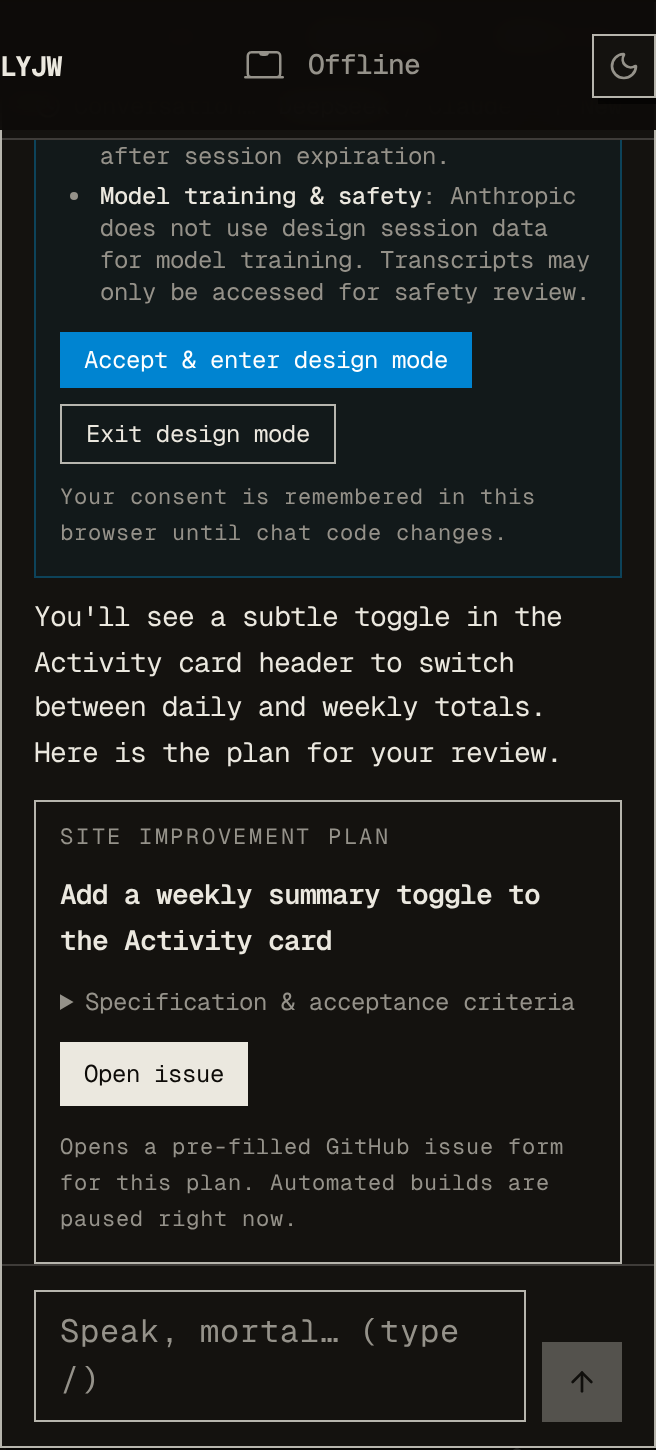 LYJW
Offline
after session expiration.
• Model training & safety: Anthropic
does not use design session data
for model training. Transcripts may
only be accessed for safety review.
Accept & enter design mode
Exit design mode
Your consent is remembered in this
browser until chat code changes.
You'll see a subtle toggle in the
Activity card header to switch
between daily and weekly totals.
Here is the plan for your review.
SITE IMPROVEMENT PLAN
Add a weekly summary toggle to
the Activity card
▶ Specification & acceptance criteria
Open issue
Opens a pre-filled GitHub issue form
for this plan. Automated builds are
paused right now.
Speak, mortal… (type
/)